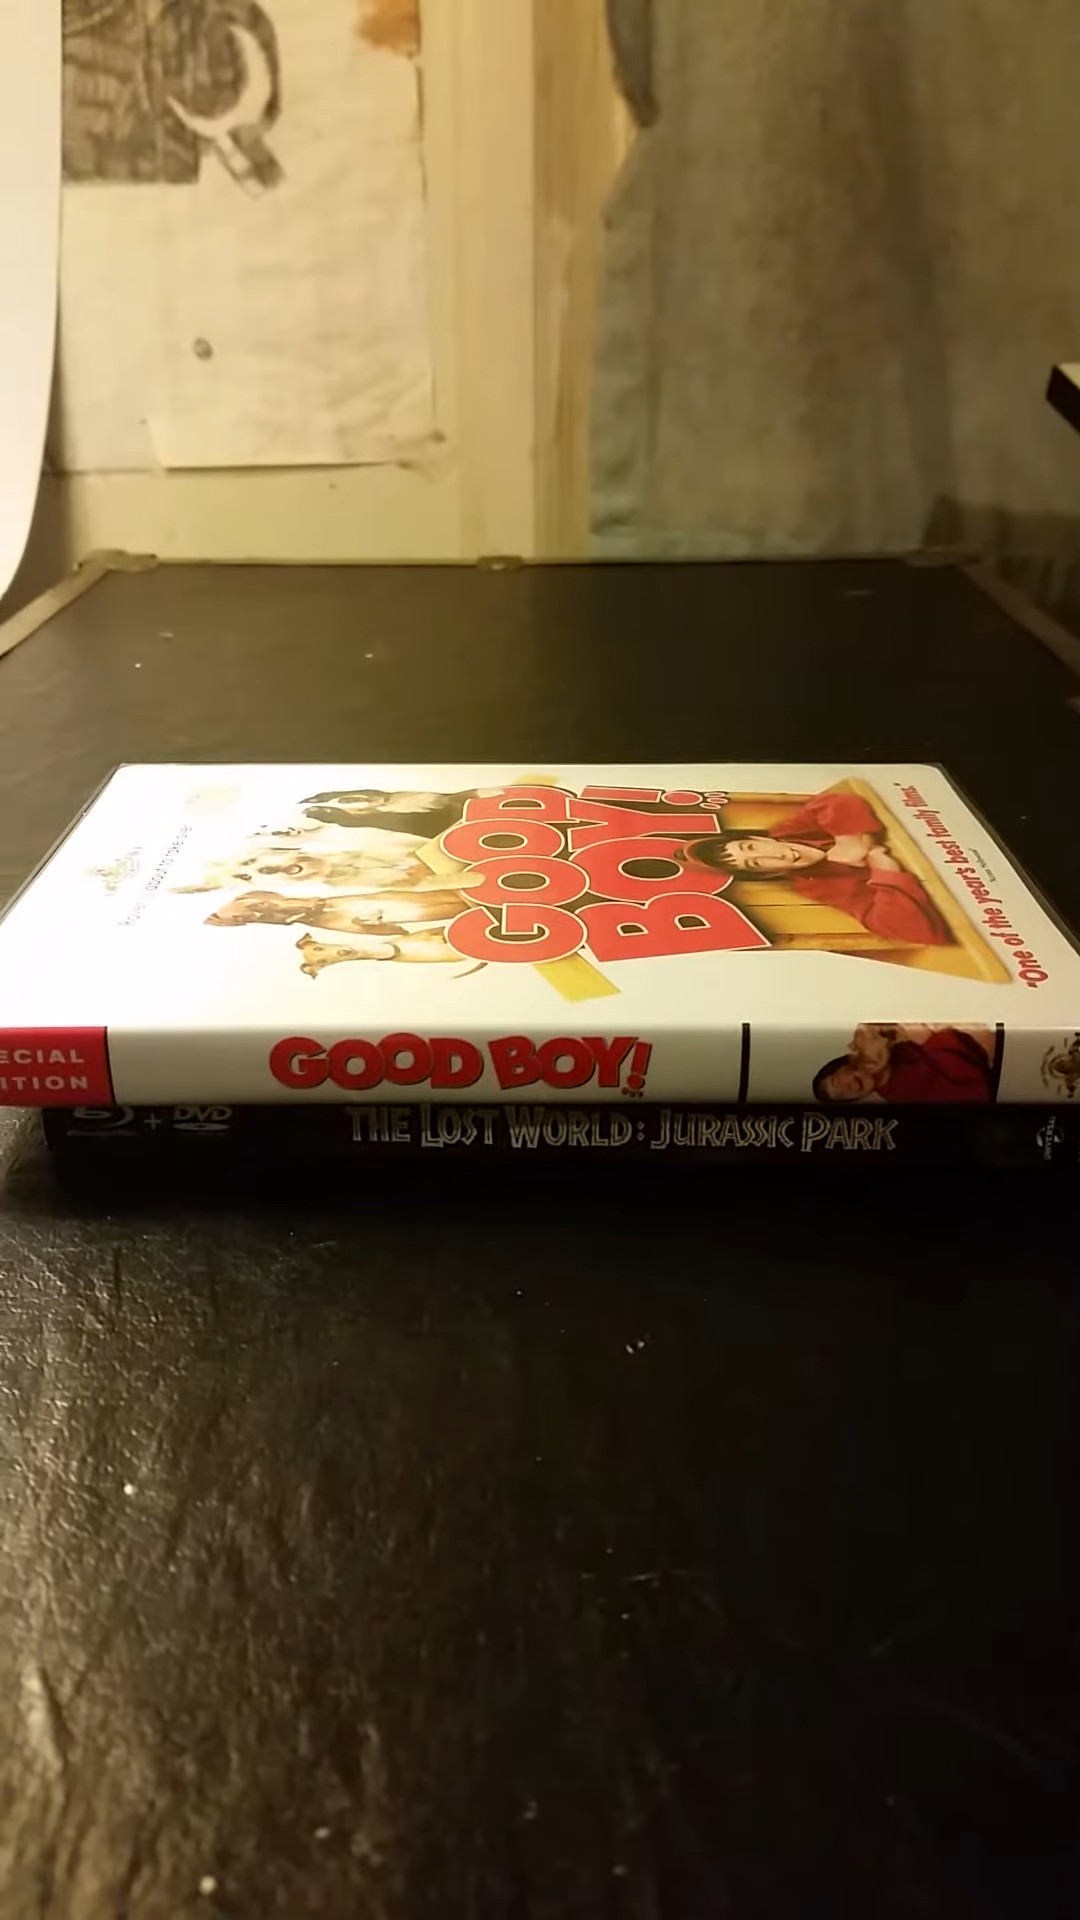 GOOD
BOY!
"One of the year's best family films."
ECIAL
ITION
GOOD BOY!
+ DVD
THE LOST WORLD: JURASSIC PARK